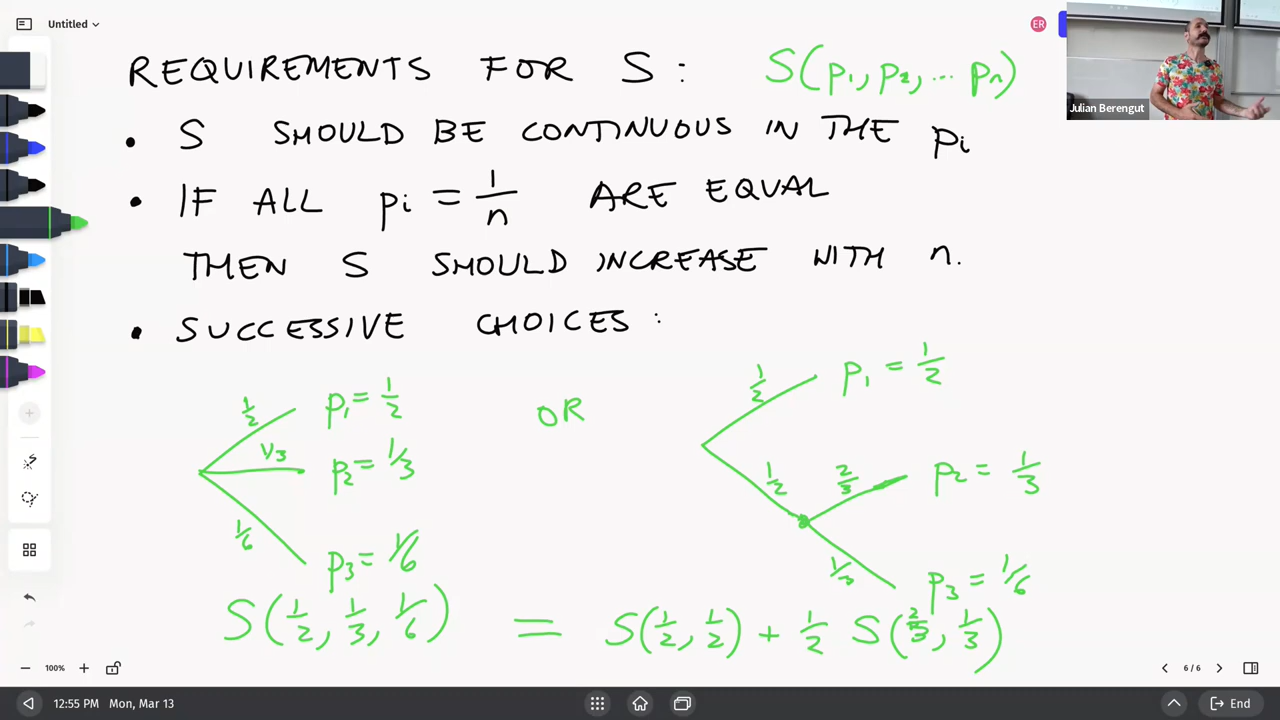 Untitled
ER
REQUIREMENTS FOR S : S(p₁, p₂, ... pₙ)
Julian Berengut
• S SHOULD BE CONTINUOUS IN THE pᵢ
• IF ALL pᵢ = 1/n ARE EQUAL
THEN S SHOULD INCREASE WITH n.
• SUCCESSIVE CHOICES :
1/2 p₁ = 1/2
1/3 p₂ = 1/3
1/6 p₃ = 1/6
OR
1/2 p₁ = 1/2
1/2 2/3 p₂ = 1/3
1/3 p₃ = 1/6
S(1/2, 1/3, 1/6) = S(1/2, 1/2) + 1/2 S(2/3, 1/3)
100%
6 / 6
12:55 PM Mon, Mar 13
End